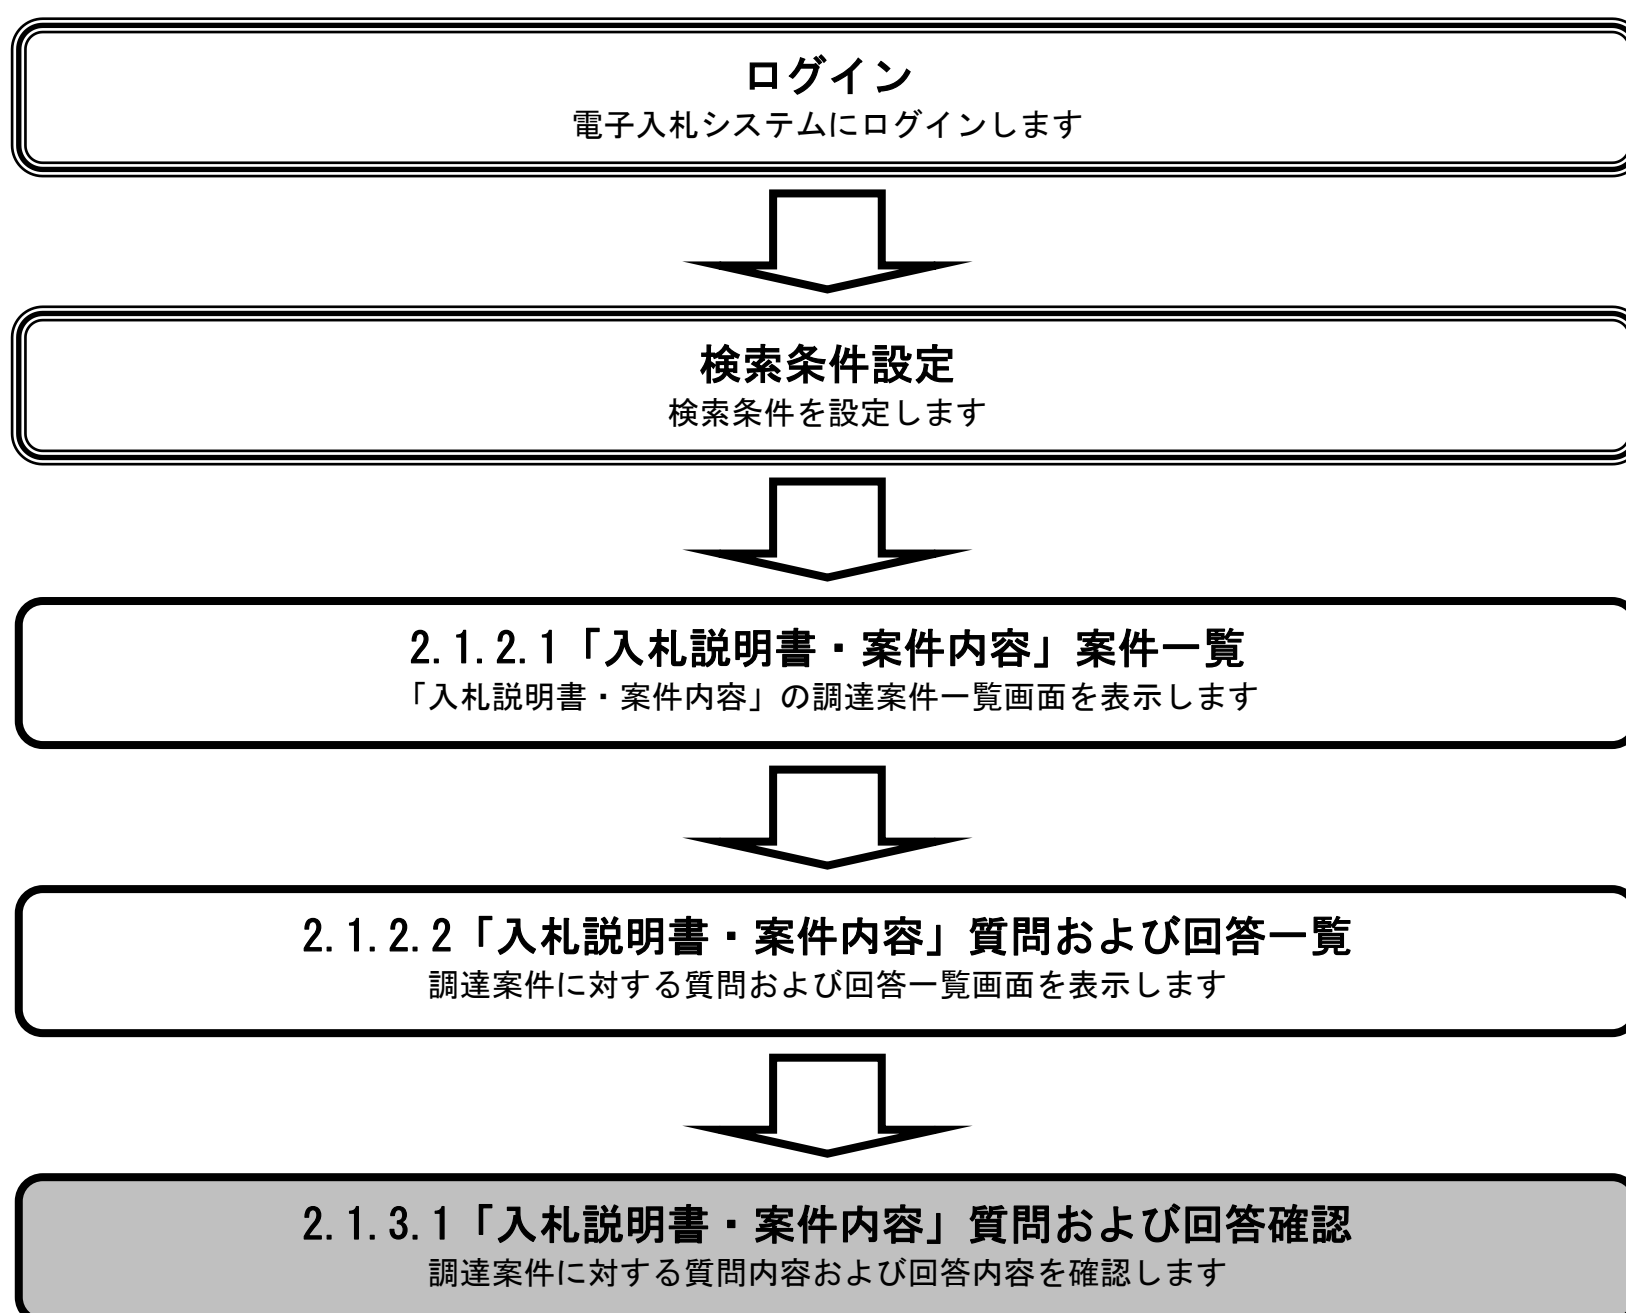 ログイン
電子入札システムにログインします
検索条件設定
検索条件を設定します
2.1.2.1「入札説明書・案件内容」案件一覧
「入札説明書・案件内容」の調達案件一覧画面を表示します
2.1.2.2「入札説明書・案件内容」質問および回答一覧
調達案件に対する質問および回答一覧画面を表示します
2.1.3.1「入札説明書・案件内容」質問および回答確認
調達案件に対する質問内容および回答内容を確認します